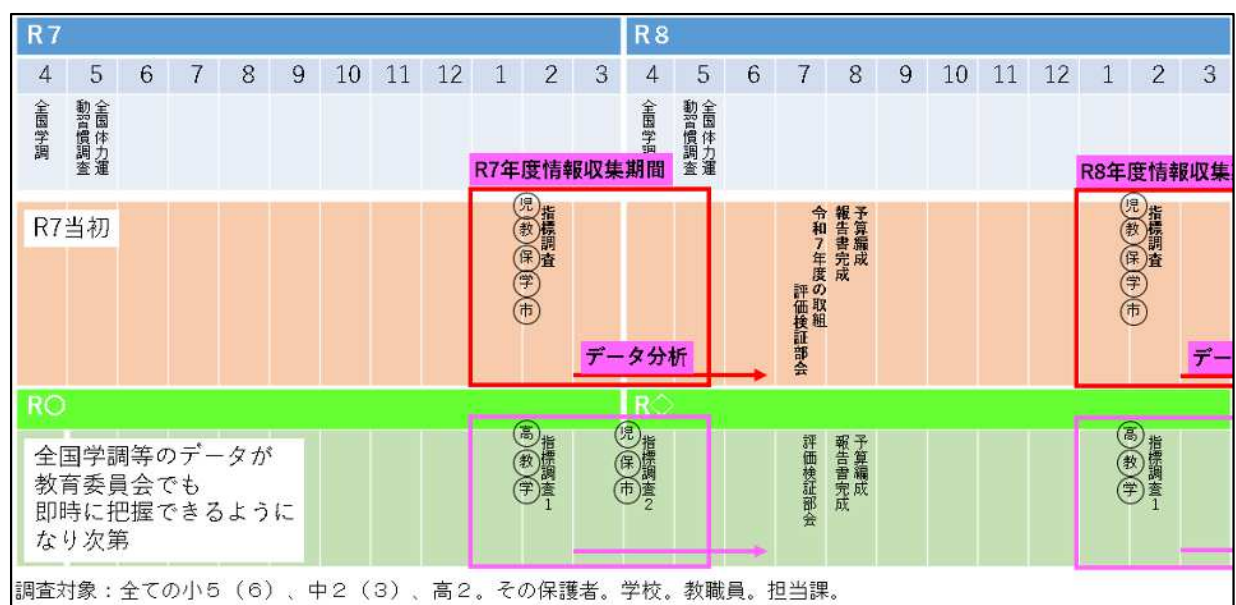 R7 R8
4 5 6 7 8 9 10 11 12 1 2 3 4 5 6 7 8 9 10 11 12 1 2 3
全国学調
全国体力運
動習慣調査
全国学調
全国体力運
動習慣調査
R7年度情報収集期間
R8年度情報収集
R7当初
児教保学市
指標調査
令和7年度の取組
評価検証部会
予算編成
報告書完成
児教保学市
指標調査
データ分析
デー
R〇 R◇
全国学調等のデータが
教育委員会でも
即時に把握できるように
なり次第
高教学
指標調査1
児保市
指標調査2
評価検証部会
予算編成
報告書完成
高教学
指標調査1
調査対象：全ての小5（6）、中2（3）、高2。その保護者。学校。教職員。担当課。